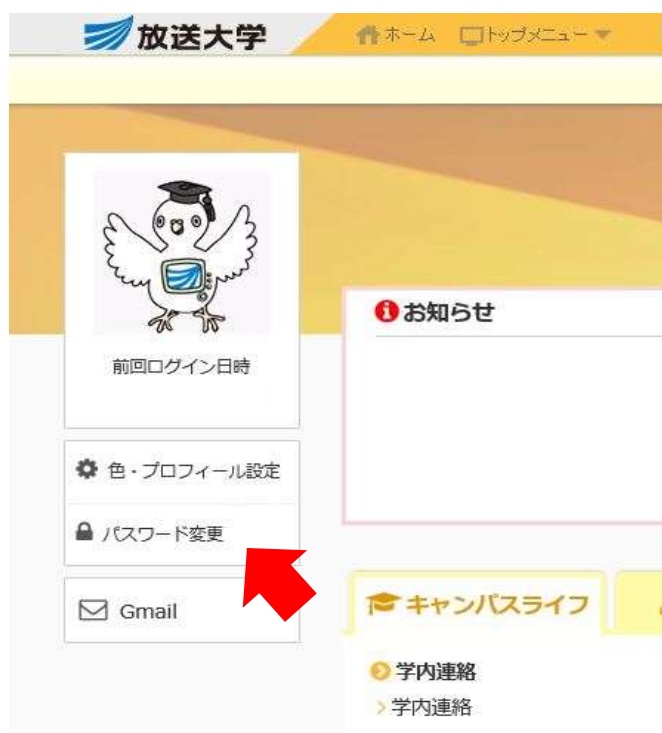 放送大学
ホーム トップメニュー
前回ログイン日時
色・プロフィール設定
パスワード変更
Gmail
お知らせ
キャンパスライフ
学内連絡
学内連絡